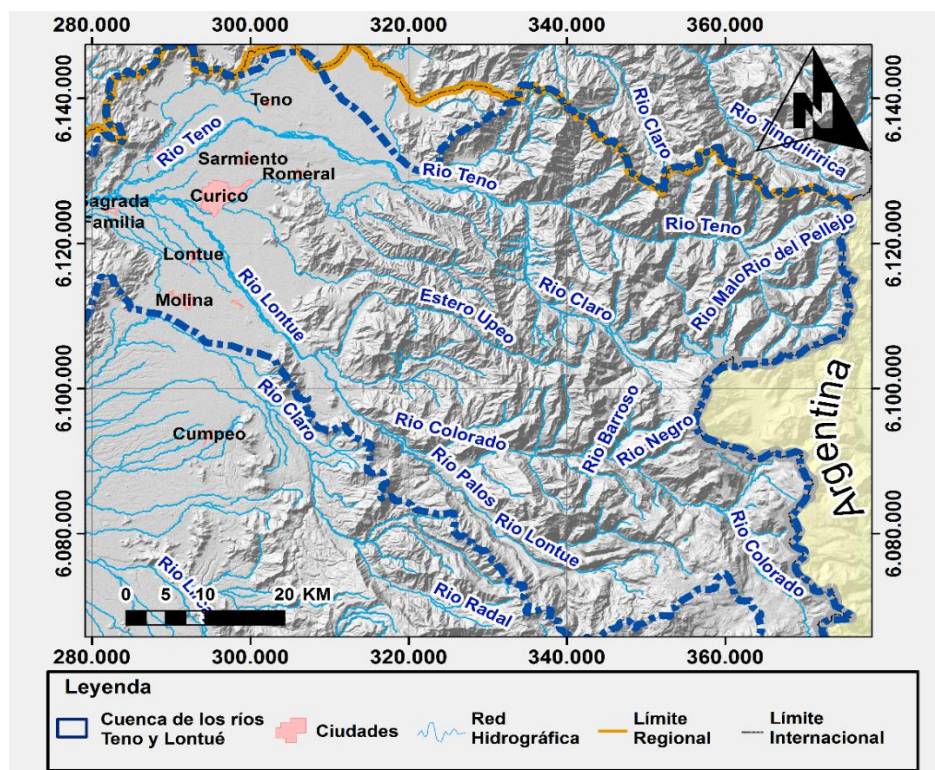 280.000 300.000 320.000 340.000 360.000
6.140.000
6.120.000
6.100.000
6.080.000
Teno
Rio Teno
Sarmiento
Romeral
Curico
Sagrada
Familia
Lontue
Molina
Rio Lontue
Rio Teno
Rio Claro
Rio Tinguiririca
N
Rio Teno
Rio del Pellejo
Rio Malo
Rio Claro
Estero Upeo
Argentina
Rio Claro
Cumpeo
Rio Colorado
Rio Barroso
Rio Negro
Río Palos
Rio Lontue
Rio Colorado
Rio Radal
0 5 10 20 KM
6.140.000
6.120.000
6.100.000
6.080.000
280.000 300.000 320.000 340.000 360.000
Leyenda
Cuenca de los ríos
Teno y Lontué
Ciudades
Red
Hidrográfica
Límite
Regional
Límite
Internacional